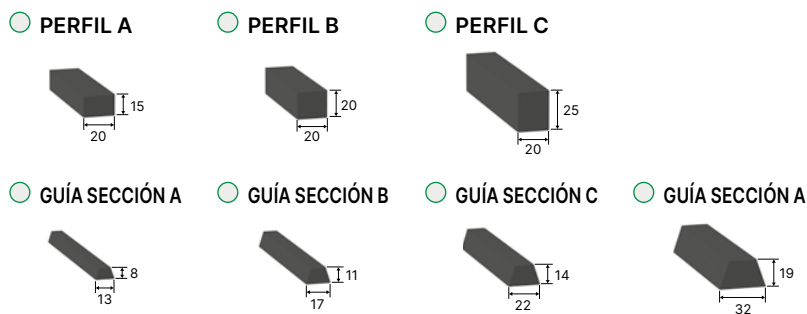 PERFIL A
PERFIL B
PERFIL C
15
20
20
20
25
20
GUÍA SECCIÓN A
GUÍA SECCIÓN B
GUÍA SECCIÓN C
GUÍA SECCIÓN A
8
13
11
17
14
22
19
32